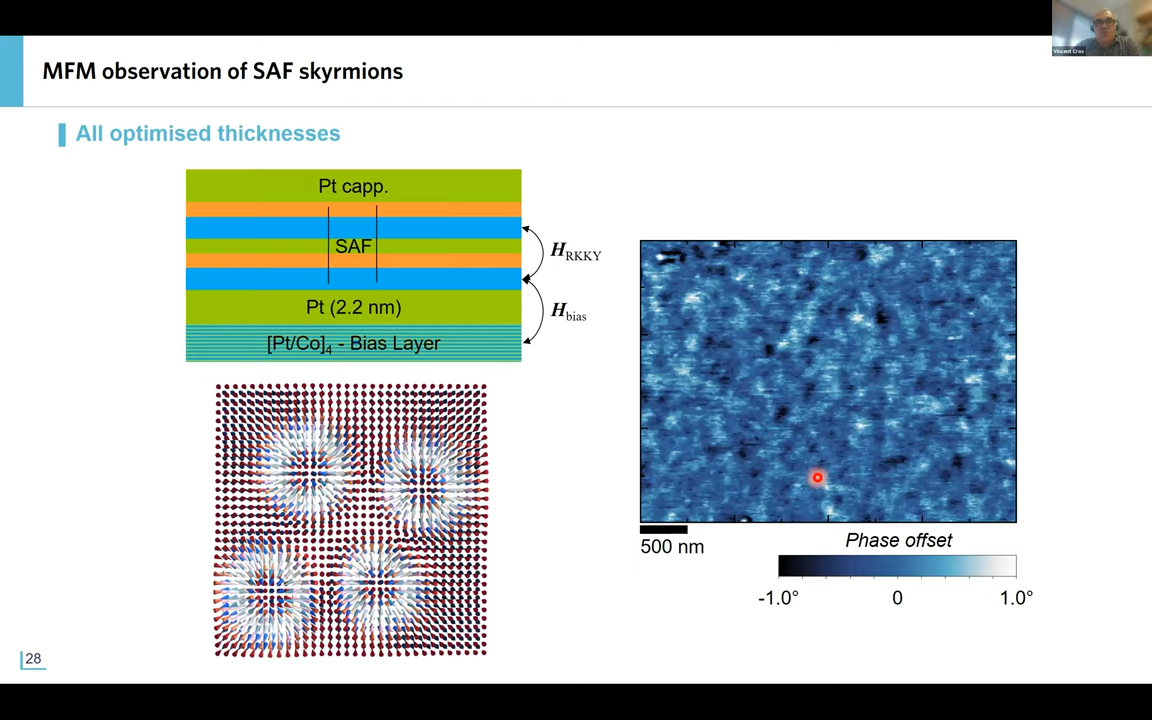 Vincent Cros
MFM observation of SAF skyrmions
All optimised thicknesses
Pt capp.
SAF
H_RKKY
Pt (2.2 nm)
H_bias
[Pt/Co]₄ - Bias Layer
500 nm
Phase offset
-1.0° 0 1.0°
28